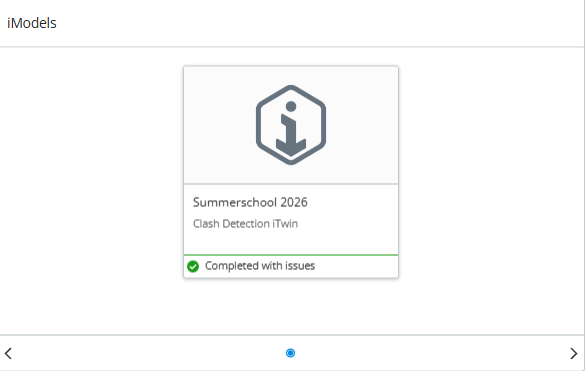 iModels
Summerschool 2026
Clash Detection iTwin
Completed with issues